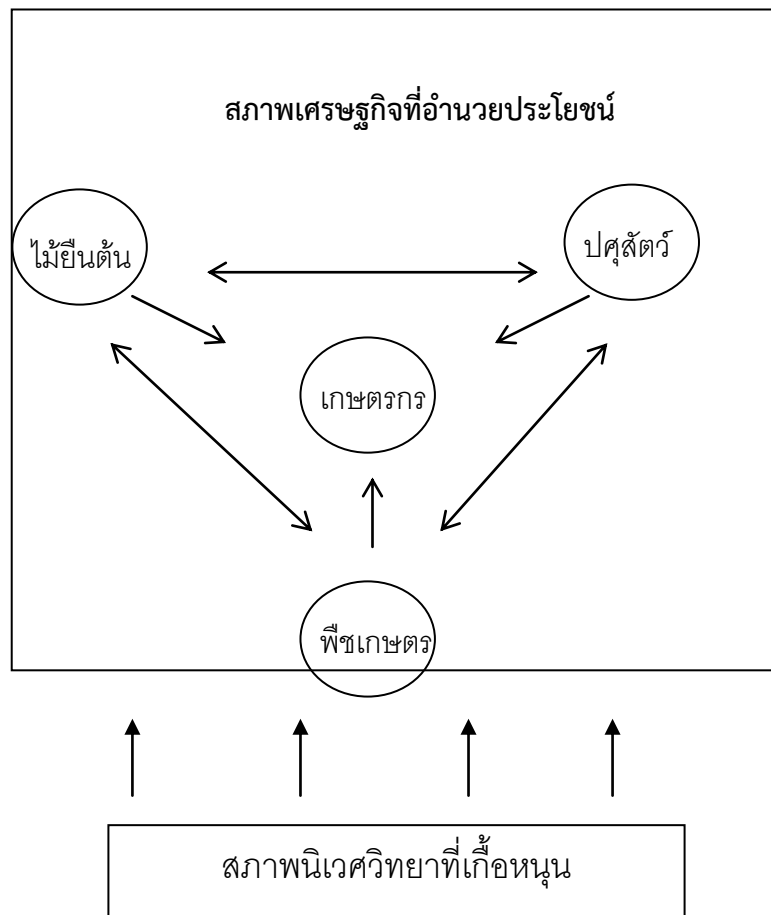 สภาพเศรษฐกิจที่อำนวยประโยชน์
ไม้ยืนต้น
ปศุสัตว์
เกษตรกร
พืชเกษตร
สภาพนิเวศวิทยาที่เกื้อหนุน